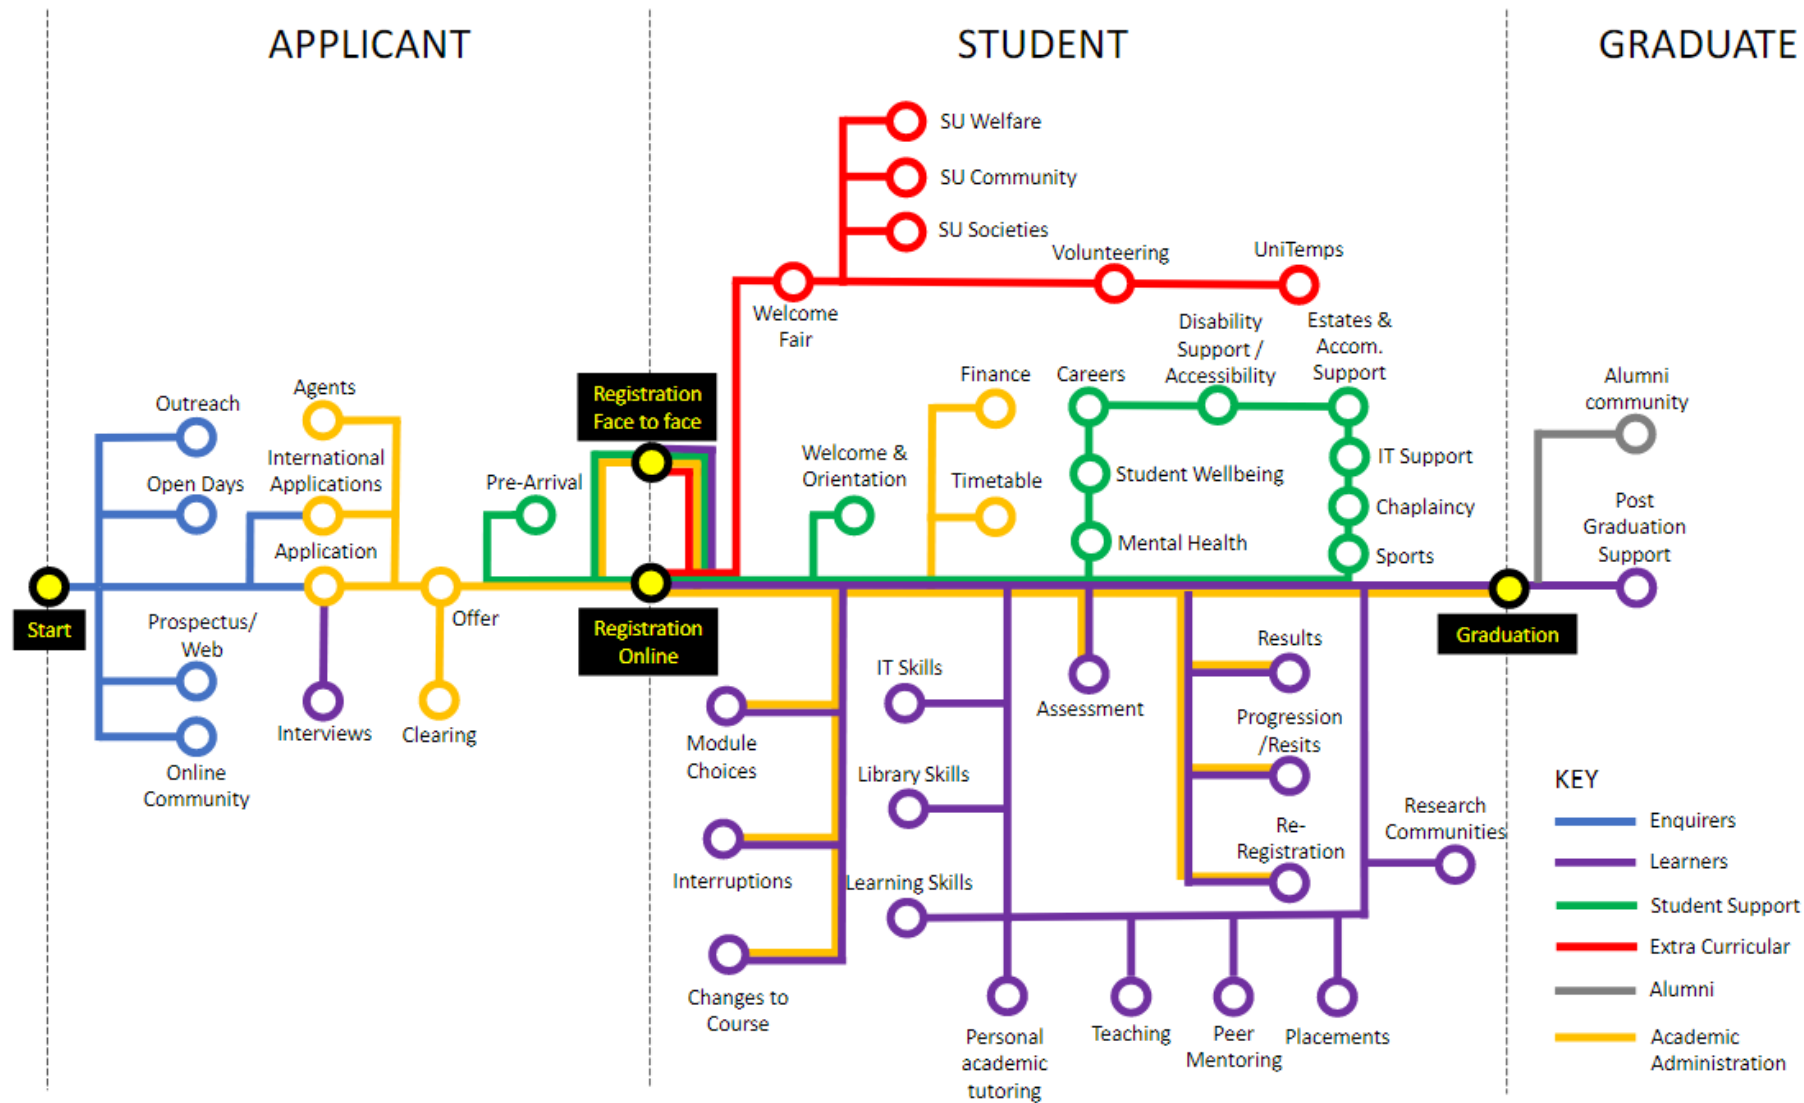 APPLICANT
STUDENT
GRADUATE
SU Welfare
SU Community
SU Societies
Volunteering
UniTemps
Welcome
Fair
Disability
Support /
Accessibility
Estates &
Accom.
Support
Finance
Careers
Agents
Outreach
Registration
Face to face
Alumni
community
International
Applications
Open Days
Pre-Arrival
Welcome &
Orientation
Timetable
Student Wellbeing
IT Support
Chaplaincy
Post
Graduation
Support
Application
Mental Health
Sports
Start
Prospectus/
Web
Offer
Registration
Online
Graduation
Results
IT Skills
Interviews
Clearing
Assessment
Module
Choices
Progression
/Resits
Online
Community
Library Skills
KEY
Research
Communities
Enquirers
Re-
Registration
Learners
Interruptions
Learning Skills
Student Support
Extra Curricular
Alumni
Changes to
Course
Personal
academic
tutoring
Teaching
Peer
Mentoring
Placements
Academic
Administration